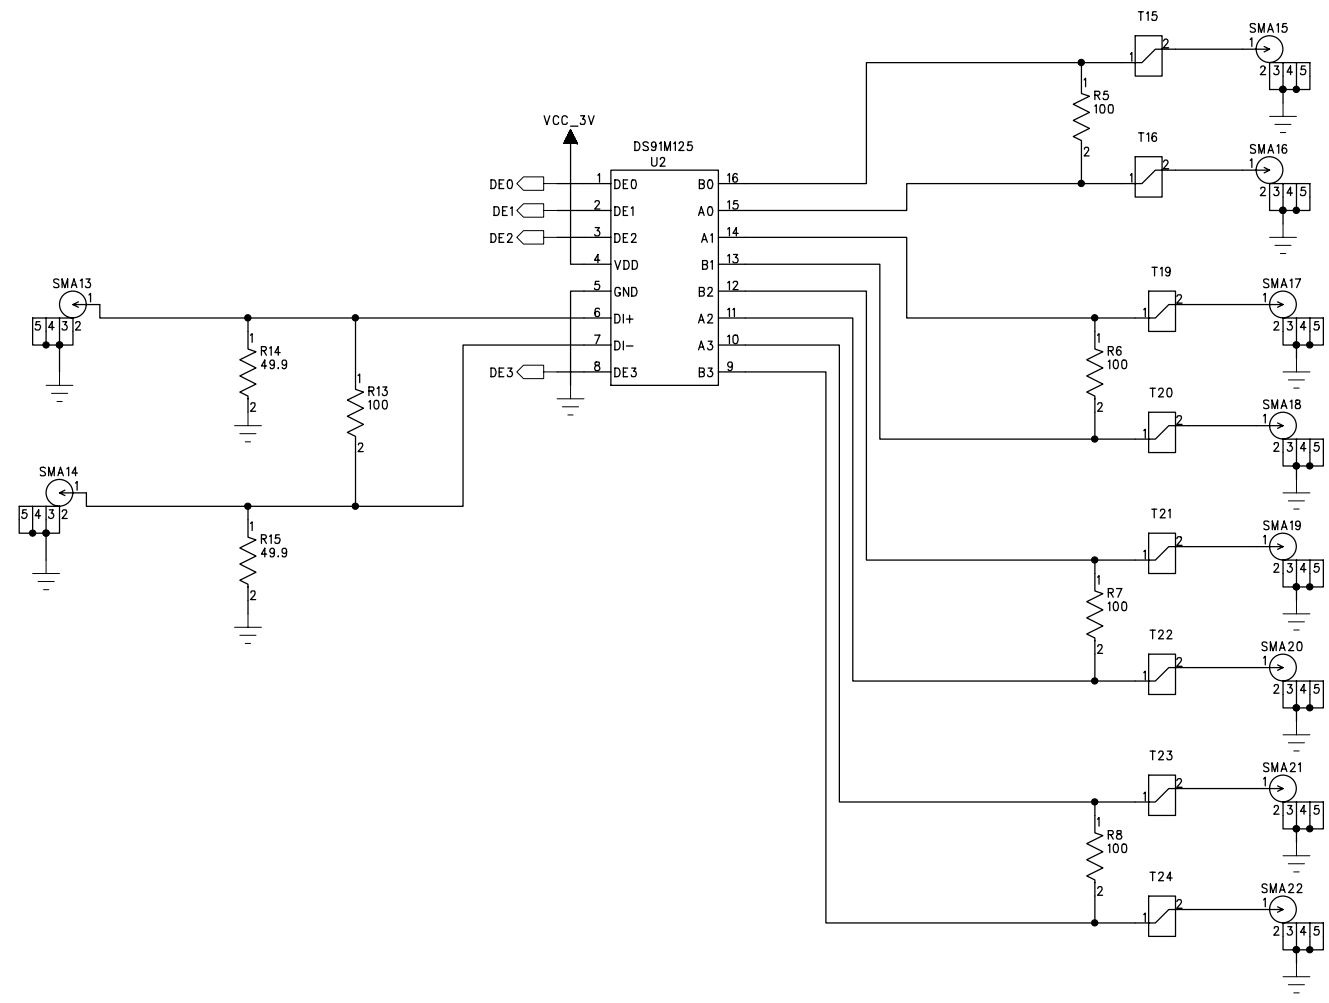 T15
SMA15
1
2
1
2 3 4 5
1
R5
100
2
T16
SMA16
1
2
1
2 3 4 5
VCC_3V
DS91M125
U2
DE0 1 DE0 B0 16
DE1 2 DE1 A0 15
DE2 3 DE2 A1 14
4 VDD B1 13
5 GND B2 12
6 DI+ A2 11
7 DI- A3 10
DE3 8 DE3 B3 9
SMA13
1
5 4 3 2
1
R14
49.9
2
1
R13
100
2
SMA14
1
5 4 3 2
1
R15
49.9
2
T19
SMA17
1
2
1
2 3 4 5
1
R6
100
2
T20
SMA18
1
2
1
2 3 4 5
T21
SMA19
1
2
1
2 3 4 5
1
R7
100
2
T22
SMA20
1
2
1
2 3 4 5
T23
SMA21
1
2
1
2 3 4 5
1
R8
100
2
T24
SMA22
1
2
1
2 3 4 5